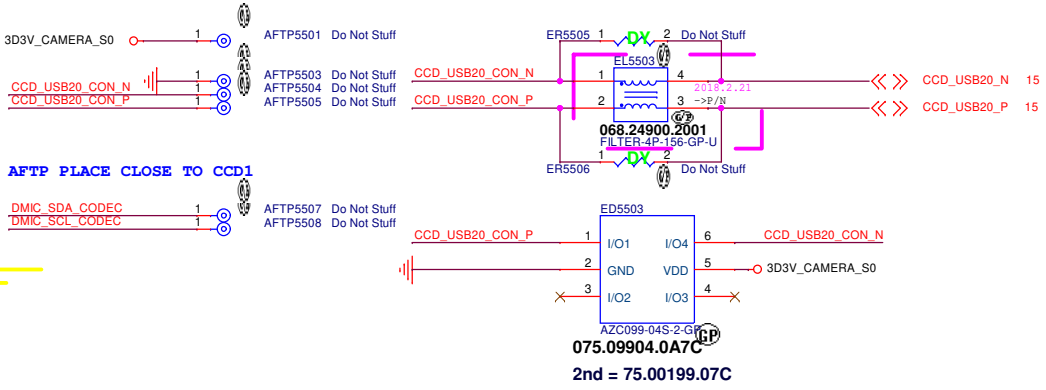 3D3V_CAMERA_S0 1 AFTP5501 Do Not Stuff
1 AFTP5503 Do Not Stuff
CCD_USB20_CON_N 1 AFTP5504 Do Not Stuff
CCD_USB20_CON_P 1 AFTP5505 Do Not Stuff
AFTP PLACE CLOSE TO CCD1
DMIC_SDA_CODEC 1 AFTP5507 Do Not Stuff
DMIC_SCL_CODEC 1 AFTP5508 Do Not Stuff
ER5505 1 DY 2 Do Not Stuff
EL5503
CCD_USB20_CON_N 1 4 CCD_USB20_N 15
2018.2.21
CCD_USB20_CON_P 2 3 ->P/N CCD_USB20_P 15
GP
068.24900.2001
FILTER-4P-156-GP-U
1 DY 2
ER5506 Do Not Stuff
ED5503
CCD_USB20_CON_P 1 I/O1 I/O4 6 CCD_USB20_CON_N
2 GND VDD 5 3D3V_CAMERA_S0
3 I/O2 I/O3 4
AZC099-04S-2-GP
GP
075.09904.0A7C
2nd = 75.00199.07C